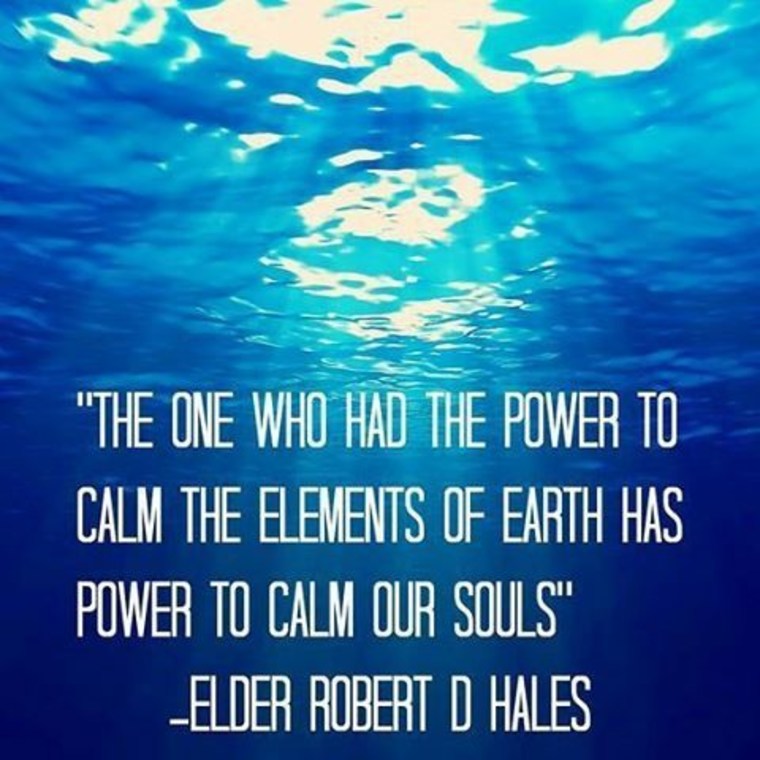 "THE ONE WHO HAD THE POWER TO
CALM THE ELEMENTS OF EARTH HAS
POWER TO CALM OUR SOULS"
-ELDER ROBERT D HALES